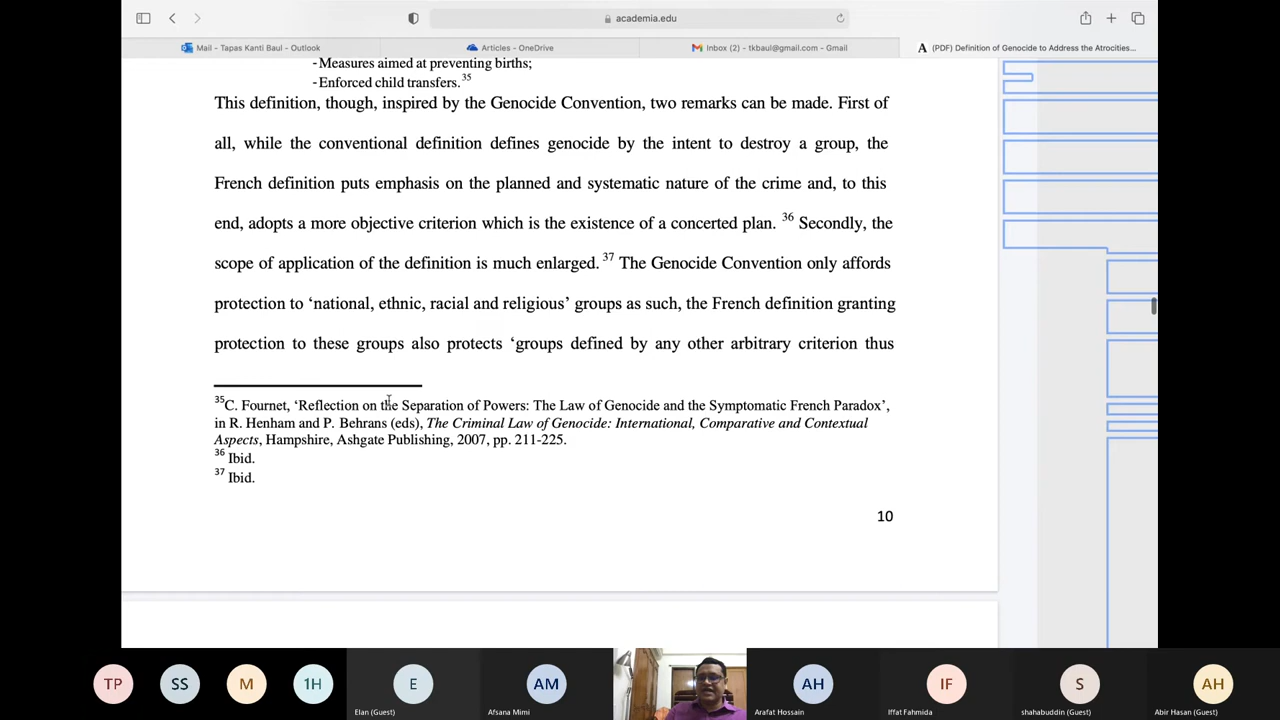 academia.edu
Mail - Tapas Kanti Baul - Outlook
Articles - OneDrive
Inbox (2) - tkbaul@gmail.com - Gmail
A (PDF) Definition of Genocide to Address the Atrocities...
- Measures aimed at preventing births;
- Enforced child transfers.35
This definition, though, inspired by the Genocide Convention, two remarks can be made. First of
all, while the conventional definition defines genocide by the intent to destroy a group, the
French definition puts emphasis on the planned and systematic nature of the crime and, to this
end, adopts a more objective criterion which is the existence of a concerted plan. 36 Secondly, the
scope of application of the definition is much enlarged. 37 The Genocide Convention only affords
protection to ‘national, ethnic, racial and religious’ groups as such, the French definition granting
protection to these groups also protects ‘groups defined by any other arbitrary criterion thus
35C. Fournet, ‘Reflection on the Separation of Powers: The Law of Genocide and the Symptomatic French Paradox’,
in R. Henham and P. Behrans (eds), The Criminal Law of Genocide: International, Comparative and Contextual
Aspects, Hampshire, Ashgate Publishing, 2007, pp. 211-225.
36 Ibid.
37 Ibid.
10
TP
SS
M
1H
E
Elan (Guest)
AM
Afsana Mimi
AH
Arafat Hossain
IF
Iffat Fahmida
S
shahabuddin (Guest)
AH
Abir Hasan (Guest)